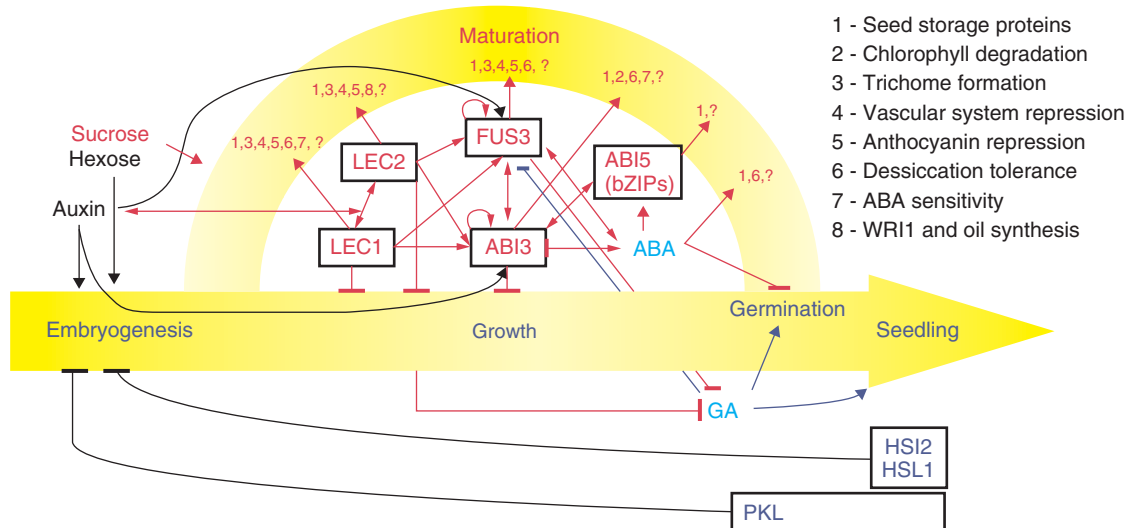 Maturation
1 - Seed storage proteins
2 - Chlorophyll degradation
3 - Trichome formation
4 - Vascular system repression
5 - Anthocyanin repression
6 - Dessiccation tolerance
7 - ABA sensitivity
8 - WRI1 and oil synthesis
1,3,4,5,6, ?
1,2,6,7,?
1,3,4,5,8,?
1,?
Sucrose
Hexose
1,3,4,5,6,7, ?
FUS3
LEC2
ABI5
(bZIPs)
1,6,?
Auxin
LEC1
ABI3
ABA
Embryogenesis
Growth
Germination
Seedling
GA
HSI2
HSL1
PKL